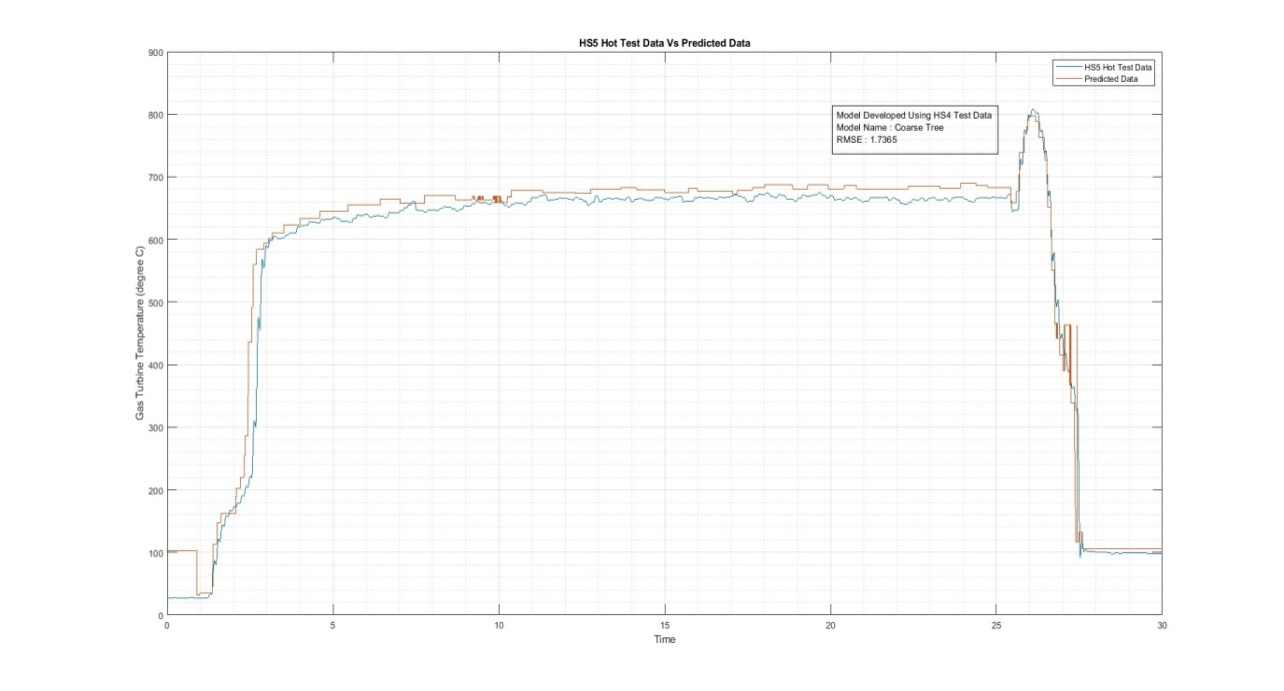 HS5 Hot Test Data Vs Predicted Data
900
800
700
600
500
400
300
200
100
0
Gas Turbine Temperature (degree C)
HS5 Hot Test Data
Predicted Data
Model Developed Using HS4 Test Data
Model Name : Coarse Tree
RMSE : 1.7365
0 5 10 15 20 25 30
Time